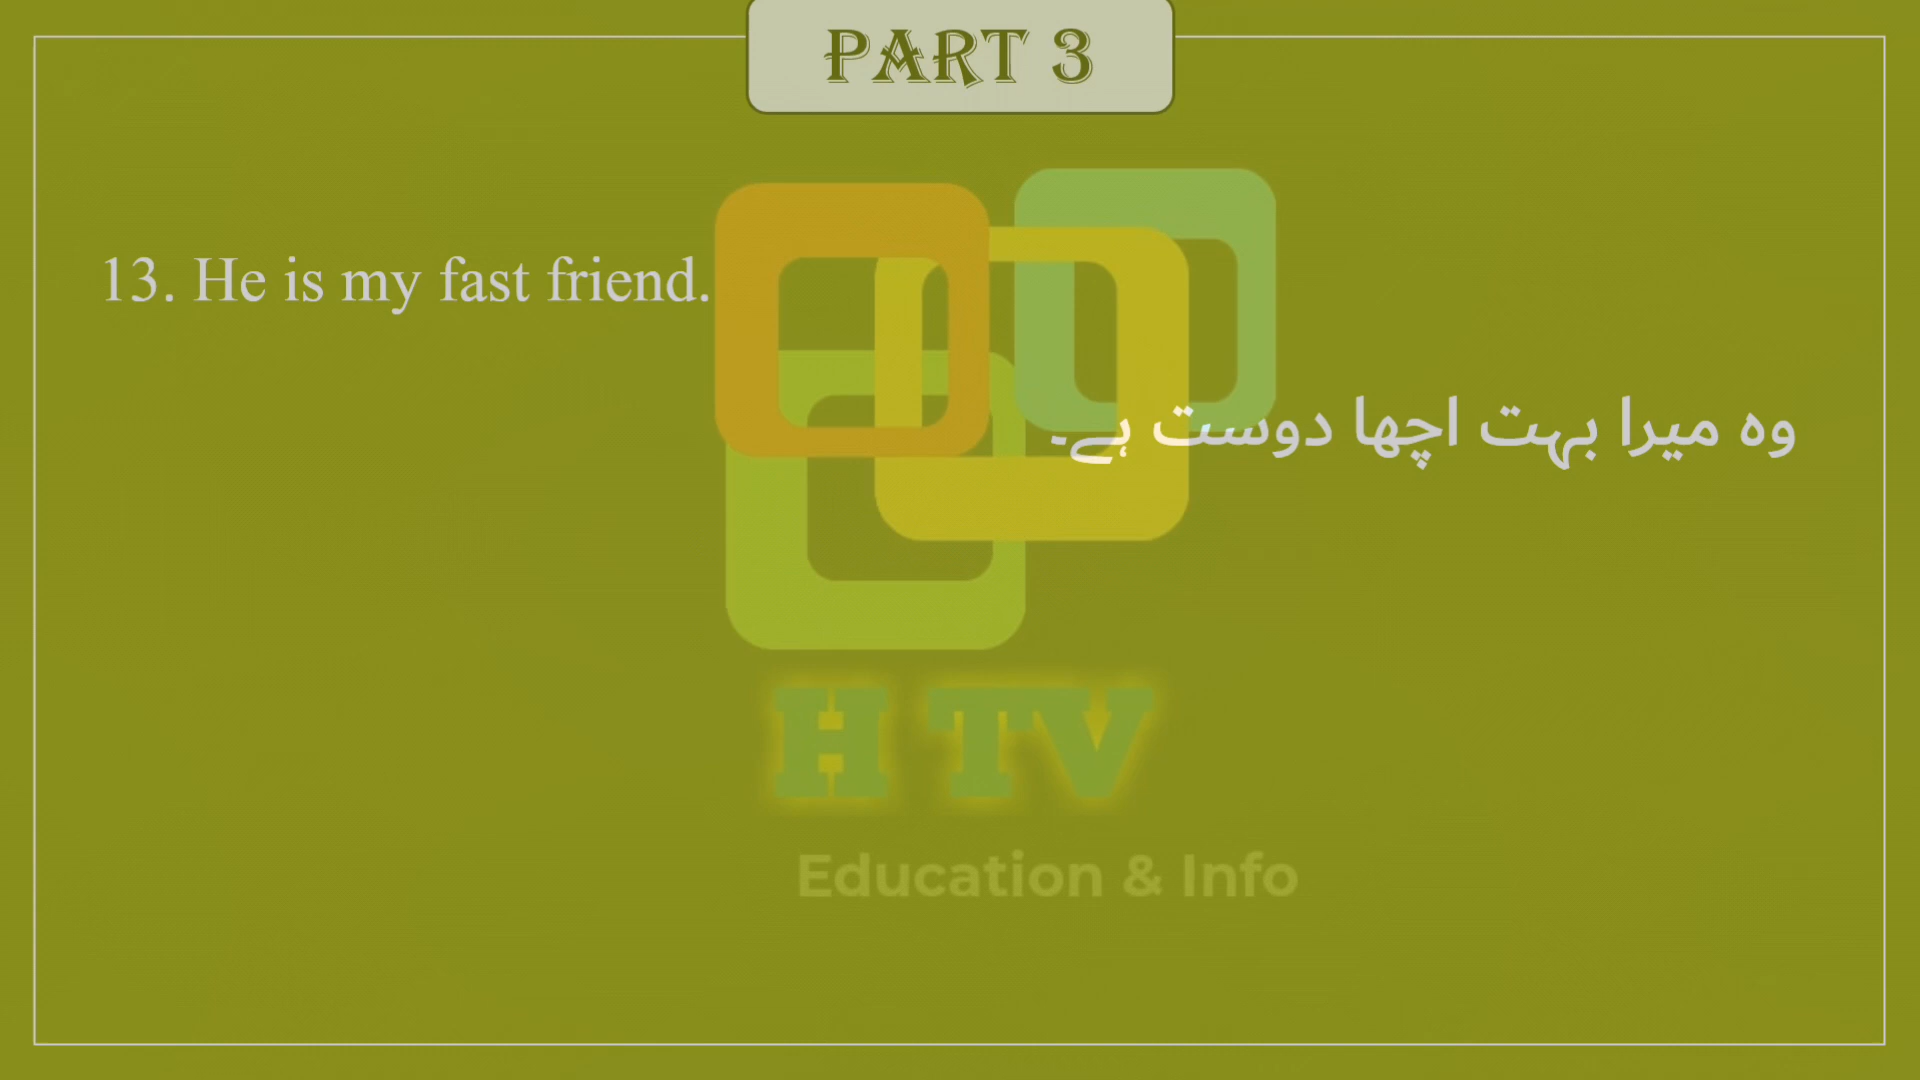 PART 3
13. He is my fast friend.
وہ میرا بہت اچھا دوست ہے۔
H TV
Education & Info